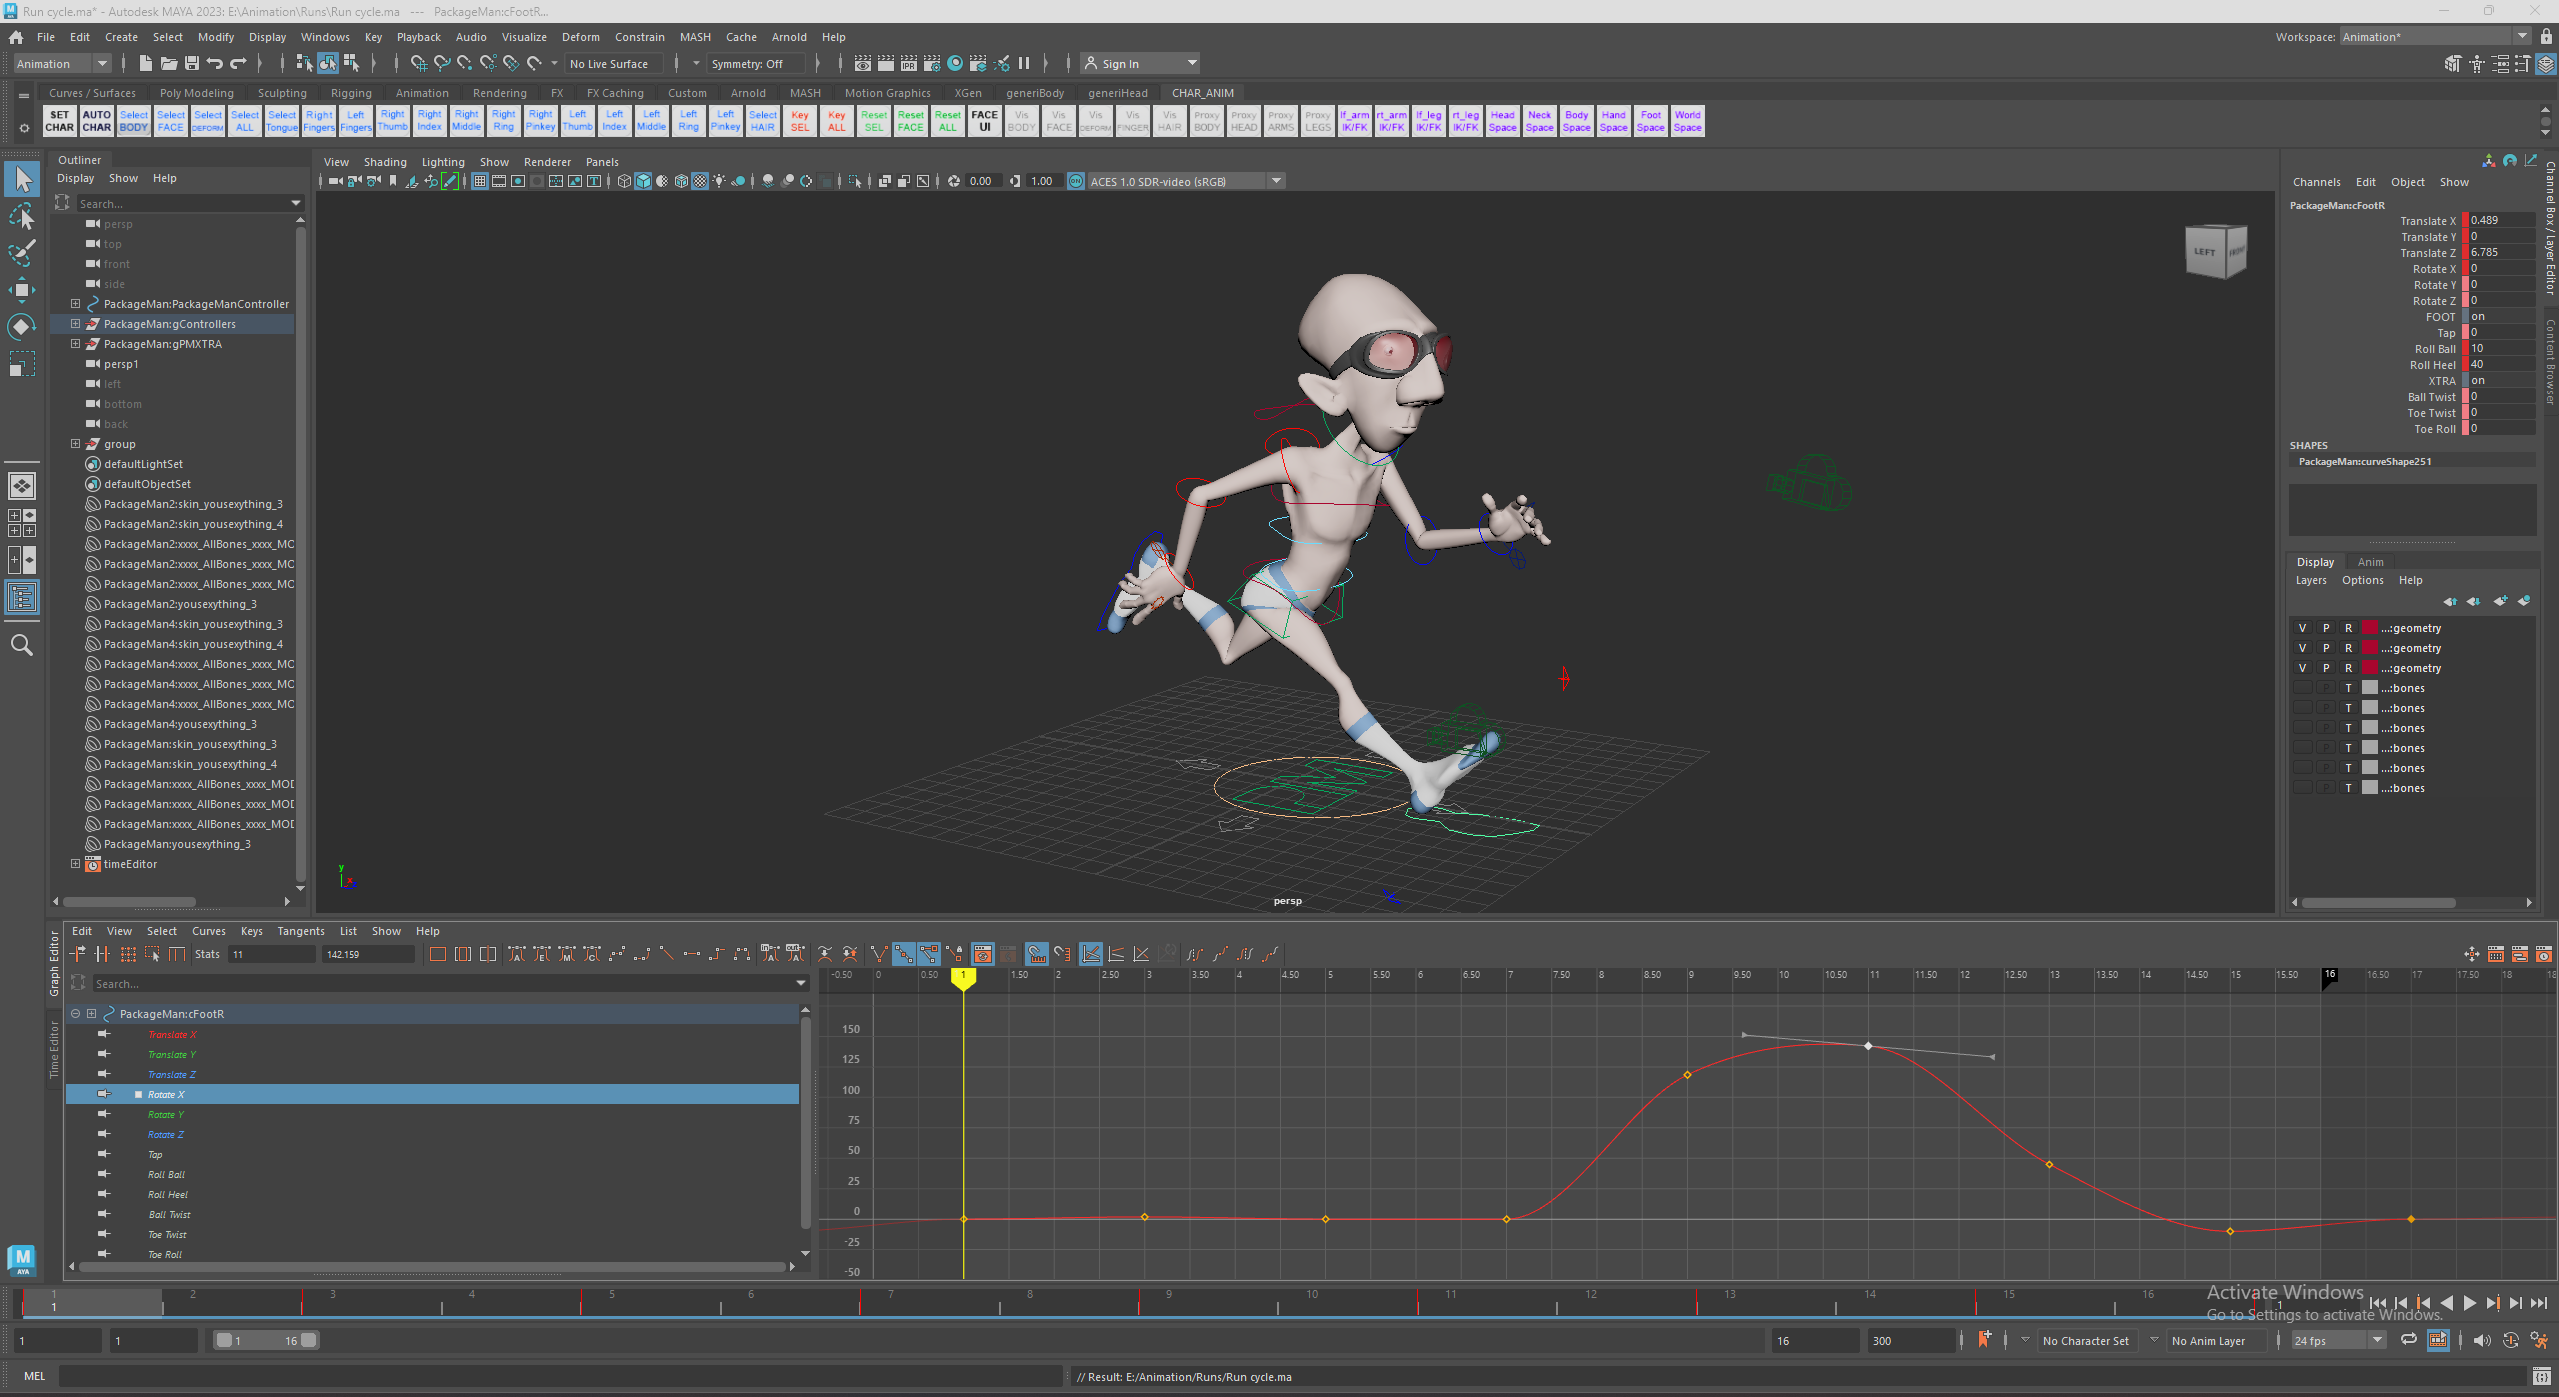 Run cycle.ma* - Autodesk MAYA 2023: E:\Animation\Runs\Run cycle.ma --- PackageMan:cFootR...
File Edit Create Select Modify Display Windows Key Playback Audio Visualize Deform Constrain MASH Cache Arnold Help
Workspace: Animation*
Animation No Live Surface Symmetry: Off Sign In
Curves / Surfaces Poly Modeling Sculpting Rigging Animation Rendering FX FX Caching Custom Arnold MASH Motion Graphics XGen generiBody generiHead CHAR_ANIM
SET CHAR AUTO CHAR Select BODY Select FACE Select DEFORM Select ALL Select Tongue Right Fingers Left Fingers Right Thumb Right Index Right Middle Right Ring Right Pinkey Left Thumb Left Index Left Middle Left Ring Left Pinkey Select HAIR Key SEL Key ALL Reset SEL Reset FACE Reset ALL FACE UI Vis BODY Vis FACE Vis DEFORM Vis FINGER Vis HAIR Proxy BODY Proxy HEAD Proxy ARMS Proxy LEGS lf_arm IK/FK rt_arm IK/FK lf_leg IK/FK rt_leg IK/FK Head Space Neck Space Body Space Hand Space Foot Space World Space
Outliner
Display Show Help
Search...
persp
top
front
side
PackageMan:PackageManController
PackageMan:gControllers
PackageMan:gPMXTRA
persp1
left
bottom
back
group
defaultLightSet
defaultObjectSet
PackageMan2:skin_yousexything_3
PackageMan2:skin_yousexything_4
PackageMan2:xxxx_AllBones_xxxx_MC
PackageMan2:xxxx_AllBones_xxxx_MC
PackageMan2:xxxx_AllBones_xxxx_MC
PackageMan2:yousexything_3
PackageMan4:skin_yousexything_3
PackageMan4:skin_yousexything_4
PackageMan4:xxxx_AllBones_xxxx_MC
PackageMan4:xxxx_AllBones_xxxx_MC
PackageMan4:xxxx_AllBones_xxxx_MC
PackageMan4:yousexything_3
PackageMan:skin_yousexything_3
PackageMan:skin_yousexything_4
PackageMan:xxxx_AllBones_xxxx_MOD
PackageMan:xxxx_AllBones_xxxx_MOD
PackageMan:xxxx_AllBones_xxxx_MOD
PackageMan:yousexything_3
timeEditor
View Shading Lighting Show Renderer Panels
0.00 1.00 ACES 1.0 SDR-video (sRGB)
LEFT
y
x
persp
Channels Edit Object Show
PackageMan:cFootR
Translate X 0.489
Translate Y 0
Translate Z 6.785
Rotate X 0
Rotate Y 0
Rotate Z 0
FOOT on
Tap 0
Roll Ball 10
Roll Heel 40
XTRA on
Ball Twist 0
Toe Twist 0
Toe Roll 0
SHAPES
PackageMan:curveShape251
Display Anim
Layers Options Help
V P R ...:geometry
V P R ...:geometry
V P R ...:geometry
P T ...:bones
P T ...:bones
P T ...:bones
P T ...:bones
P T ...:bones
P T ...:bones
Channel Box / Layer Editor
Content Browser
Graph Editor
Time Editor
Edit View Select Curves Keys Tangents List Show Help
Stats 11 142.159
Search...
PackageMan:cFootR
Translate X
Translate Y
Translate Z
Rotate X
Rotate Y
Rotate Z
Tap
Roll Ball
Roll Heel
Ball Twist
Toe Twist
Toe Roll
-0.50 0 0.50 1 1.50 2 2.50 3 3.50 4 4.50 5 5.50 6 6.50 7 7.50 8 8.50 9 9.50 10 10.50 11 11.50 12 12.50 13 13.50 14 14.50 15 15.50 16 16.50 17 17.50 18
150
125
100
75
50
25
0
-25
-50
M
AYA
1 2 3 4 5 6 7 8 9 10 11 12 13 14 15 16
1
Activate Windows
Go to Settings to activate Windows.
1 1 1 16 16 300 No Character Set No Anim Layer 24 fps
MEL // Result: E:/Animation/Runs/Run cycle.ma